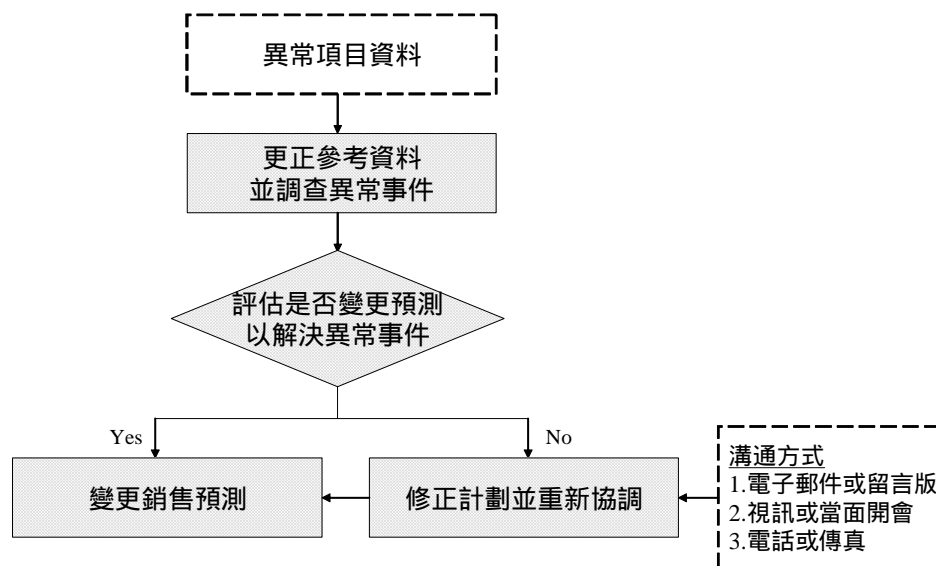 異常項目資料
更正參考資料
並調查異常事件
評估是否變更預測
以解決異常事件
Yes
No
變更銷售預測
修正計劃並重新協調
溝通方式
1.電子郵件或留言版
2.視訊或當面開會
3.電話或傳真